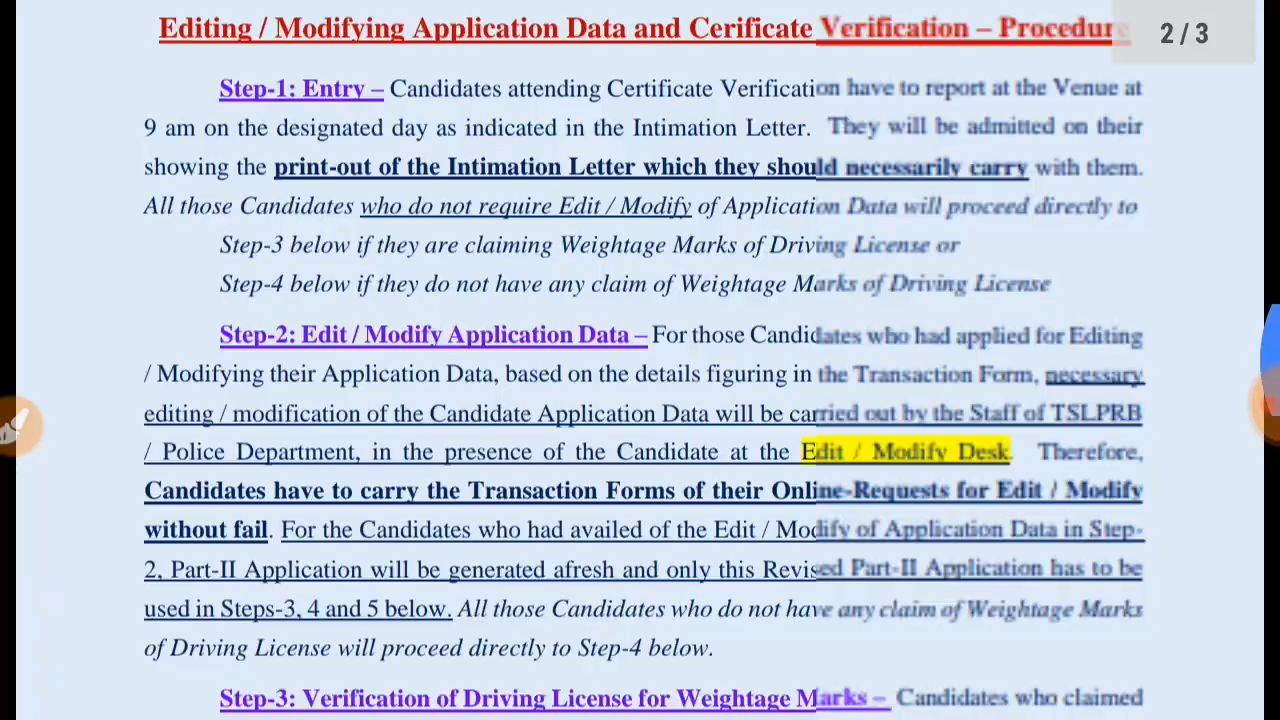 Editing / Modifying Application Data and Cerificate Verification – Procedure
2 / 3
Step-1: Entry – Candidates attending Certificate Verification have to report at the Venue at
9 am on the designated day as indicated in the Intimation Letter. They will be admitted on their
showing the print-out of the Intimation Letter which they should necessarily carry with them.
All those Candidates who do not require Edit / Modify of Application Data will proceed directly to
Step-3 below if they are claiming Weightage Marks of Driving License or
Step-4 below if they do not have any claim of Weightage Marks of Driving License
Step-2: Edit / Modify Application Data – For those Candidates who had applied for Editing
/ Modifying their Application Data, based on the details figuring in the Transaction Form, necessary
editing / modification of the Candidate Application Data will be carried out by the Staff of TSLPRB
/ Police Department, in the presence of the Candidate at the Edit / Modify Desk. Therefore,
Candidates have to carry the Transaction Forms of their Online-Requests for Edit / Modify
without fail. For the Candidates who had availed of the Edit / Modify of Application Data in Step-
2, Part-II Application will be generated afresh and only this Revised Part-II Application has to be
used in Steps-3, 4 and 5 below. All those Candidates who do not have any claim of Weightage Marks
of Driving License will proceed directly to Step-4 below.
Step-3: Verification of Driving License for Weightage Marks – Candidates who claimed